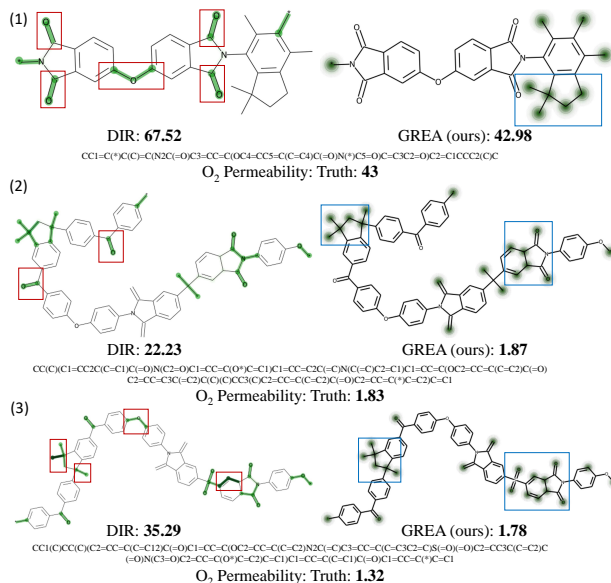 (1)
DIR: 67.52
GREA (ours): 42.98
CC1=C(*)C(C)=C(N2C(=O)C3=CC=C(OC4=CC5=C(C=C4)C(=O)N(*)C5=O)C=C3C2=O)C2=C1CCC2(C)C
O₂ Permeability: Truth: 43
(2)
DIR: 22.23
GREA (ours): 1.87
CC(C)(C1=CC2C(C=C1)C(=O)N(C2=O)C1=CC=C(O*)C=C1)C1=CC=C2C(=C)N(C(=C)C2=C1)C1=CC=C(OC2=CC=C(C=C2)C(=O)
C2=CC=C3C(=C2)C(C)(C)CC3(C)C2=CC=C(C=C2)C(=O)C2=CC=C(*)C=C2)C=C1
O₂ Permeability: Truth: 1.83
(3)
DIR: 35.29
GREA (ours): 1.78
CC1(C)CC(C)(C2=CC=C(C=C12)C(=O)C1=CC=C(OC2=CC=C(C=C2)N2C(=C)C3=CC=C(C=C3C2=C)S(=O)(=O)C2=CC3C(C=C2)C
(=O)N(C3=O)C2=CC=C(O*)C=C2)C=C1)C1=CC=C(C=C1)C(=O)C1=CC=C(*)C=C1
O₂ Permeability: Truth: 1.32